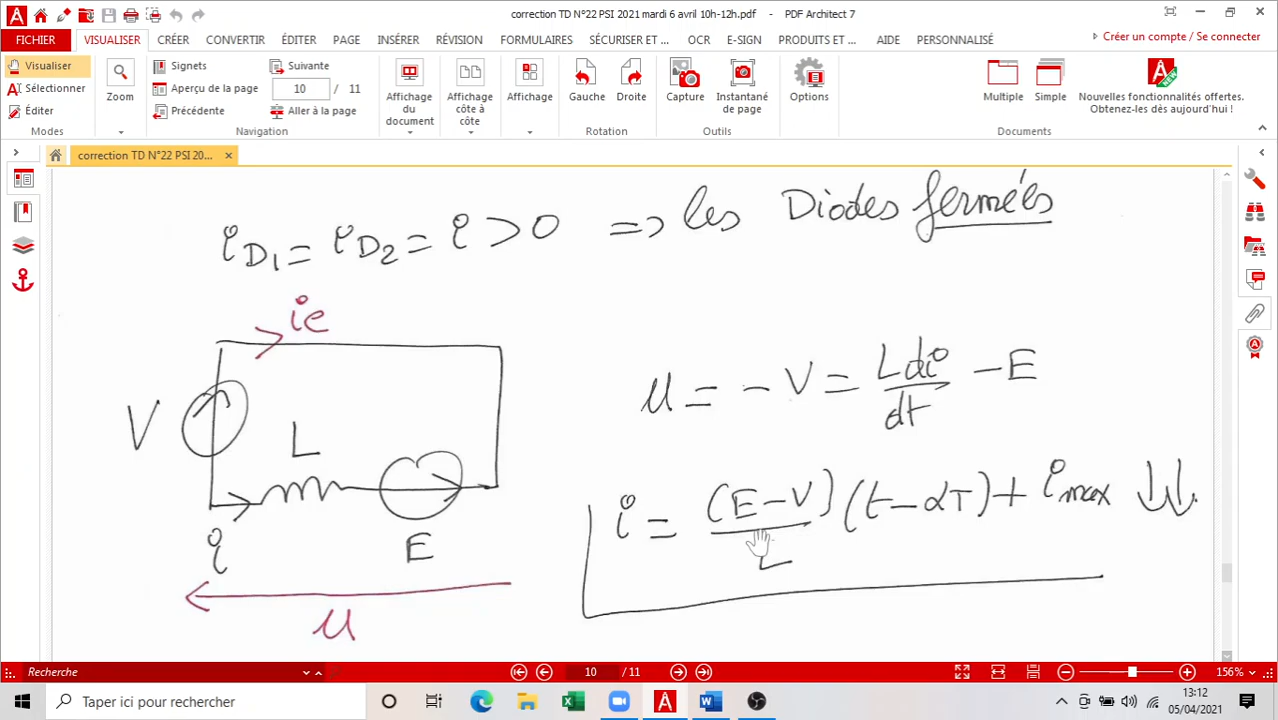 correction TD N°22 PSI 2021 mardi 6 avril 10h-12h.pdf - PDF Architect 7
FICHIER VISUALISER CRÉER CONVERTIR ÉDITER PAGE INSÉRER RÉVISION FORMULAIRES SÉCURISER ET ... OCR E-SSN PRODUITS ET ... AIDE PERSONNALISÉ
Créer un compte / Se connecter
Visualiser
Sélectionner
Éditer
Modes
Zoom
Signets
Aperçu de la page
Précédente
Suivante
10 / 11
Aller à la page
Navigation
Affichage du document
Affichage côte à côte
Affichage
Gauche
Droite
Rotation
Capture
Instantané de page
Outils
Options
Multiple
Simple
Documents
Nouvelles fonctionnalités offertes.
Obtenez-les dès aujourd'hui !
correction TD N°22 PSI 20...
iD1 = iD2 = i > 0 => les Diodes fermées
ie
V
L
i
E
u
u = - V = L di/dt - E
i = (E-V)/L (t - αT) + imax ↓↓.
Recherche
10 / 11
156 %
Taper ici pour rechercher
13:12
05/04/2021